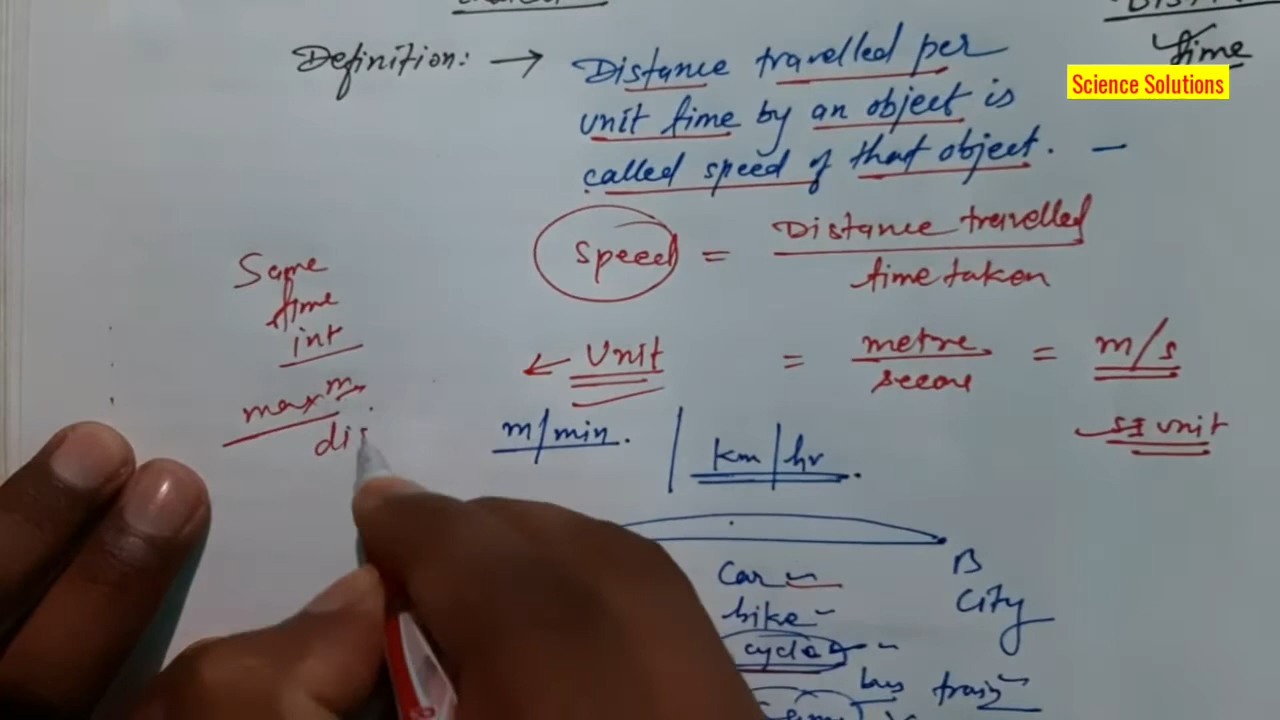 time
Science Solutions
Definition: → Distance travelled per
unit time by an object is
called speed of that object. –
Speed = Distance travelled
time taken
Same
time
int
maxm
dis
← Unit = metre = m/s
m/min. | km/hr.
SI unit
Car
bike
cycle
bus train
B
City